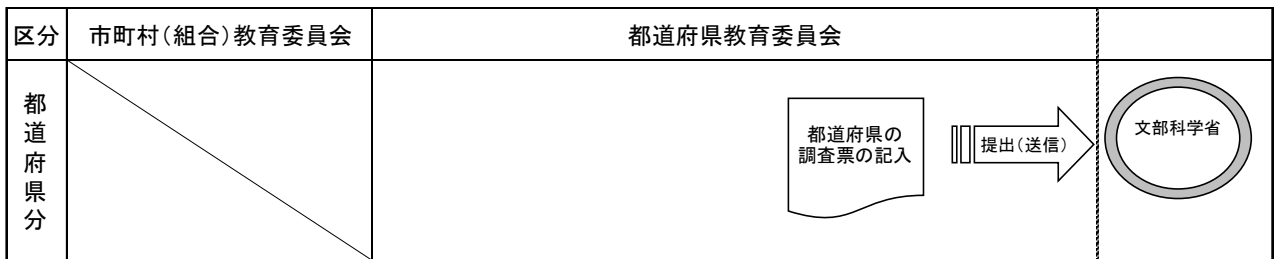 区分
市町村(組合)教育委員会
都道府県教育委員会
都道府県分
都道府県の
調査票の記入
提出(送信)
文部科学省